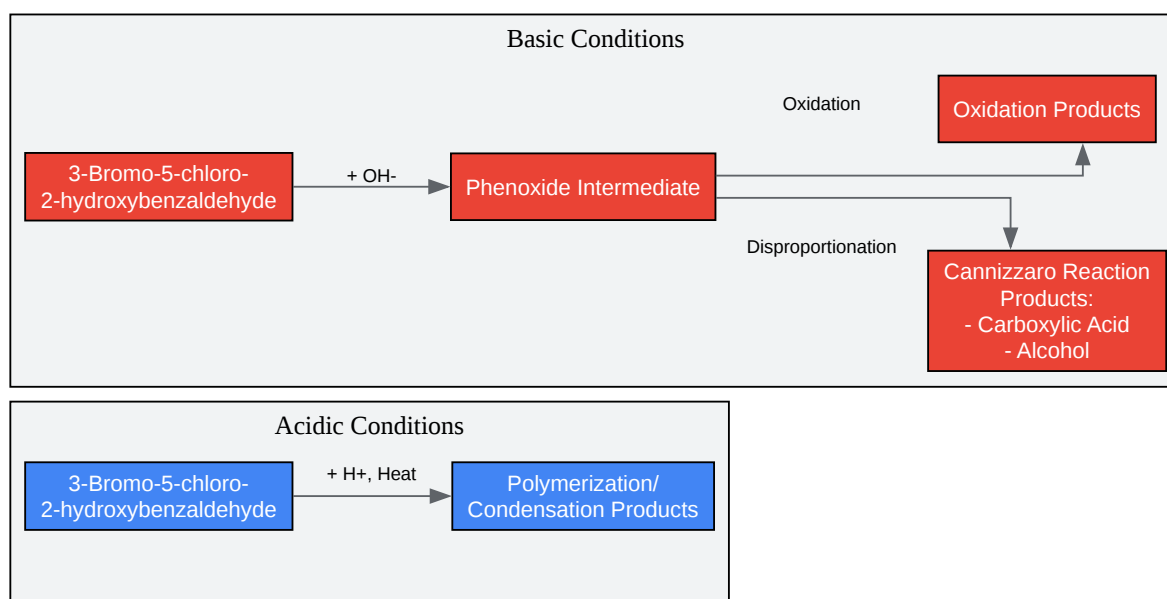 Basic Conditions
Oxidation
Oxidation Products
3-Bromo-5-chloro-
2-hydroxybenzaldehyde
+ OH-
Phenoxide Intermediate
Disproportionation
Cannizzaro Reaction
Products:
- Carboxylic Acid
- Alcohol
Acidic Conditions
3-Bromo-5-chloro-
2-hydroxybenzaldehyde
+ H+, Heat
Polymerization/
Condensation Products